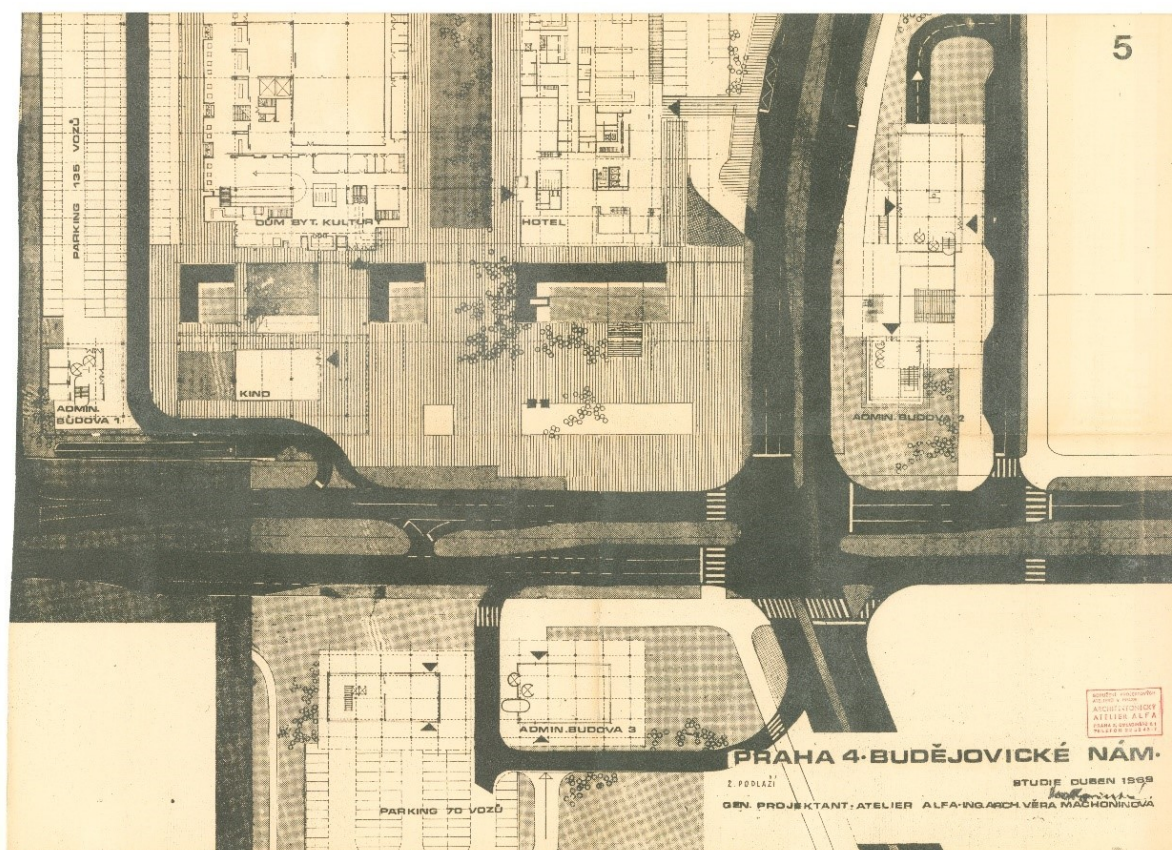 5
PARKING 135 VOZŮ
DŮM BYT. KULTURY
HOTEL
KINO
ADMIN.
BUDOVA 1
ADMIN. BUDOVA 2
ADMIN. BUDOVA 3
PARKING 70 VOZŮ
ARCHITEKTONICKÝ
ATELIER ALFA
PRAHA 4·BUDĚJOVICKÉ NÁM·
2. PODLAŽÍ
STUDIE DUBEN 1969
GEN. PROJEKTANT: ATELIER ALFA-ING.ARCH.VĚRA MACHONINOVÁ